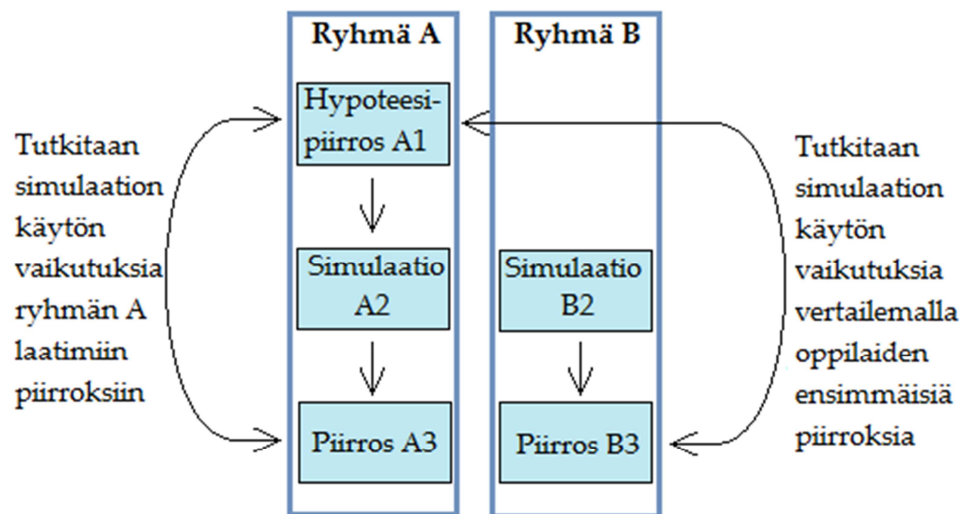 Ryhmä A
Hypoteesi-
piirros A1
Simulaatio
A2
Piirros A3
Ryhmä B
Simulaatio
B2
Piirros B3
Tutkitaan
simulaation
käytön
vaikutuksia
ryhmän A
laatimiin
piirroksiin
Tutkitaan
simulaation
käytön
vaikutuksia
vertailemalla
oppilaiden
ensimmäisiä
piirroksia